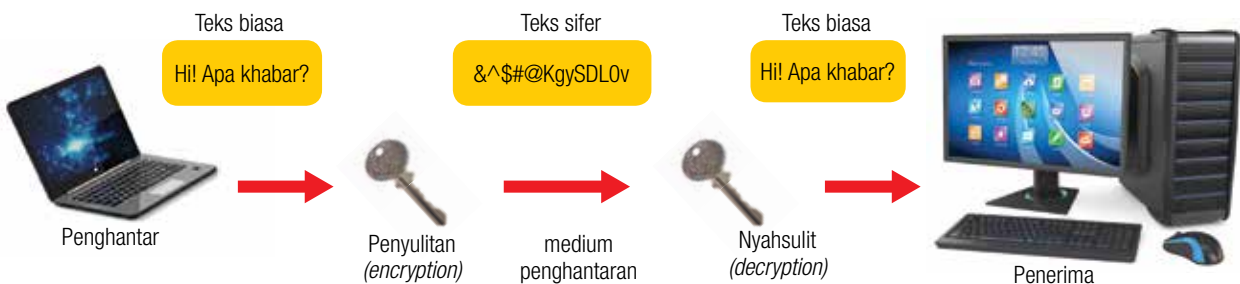 Teks biasa
Hi! Apa khabar?
Teks sifer
&^$#@KgySDL0v
Teks biasa
Hi! Apa khabar?
Penghantar
Penyulitan
(encryption)
medium
penghantaran
Nyahsulit
(decryption)
Penerima